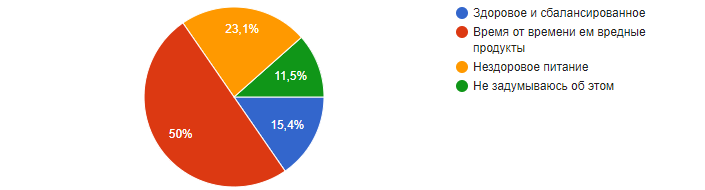 23,1%
11,5%
15,4%
50%
Здоровое и сбалансированное
Время от времени ем вредные
продукты
Нездоровое питание
Не задумываюсь об этом